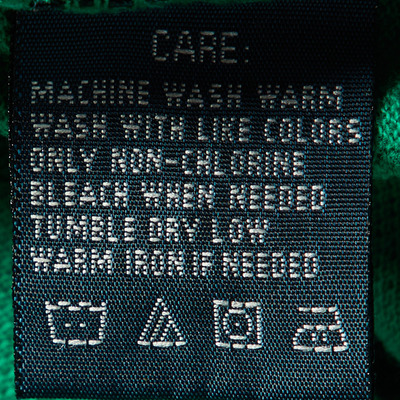 CARE:
MACHINE WASH WARM
WASH WITH LIKE COLORS
ONLY NON-CHLORINE
BLEACH WHEN NEEDED
TUMBLE DRY LOW
WARM IRON IF NEEDED